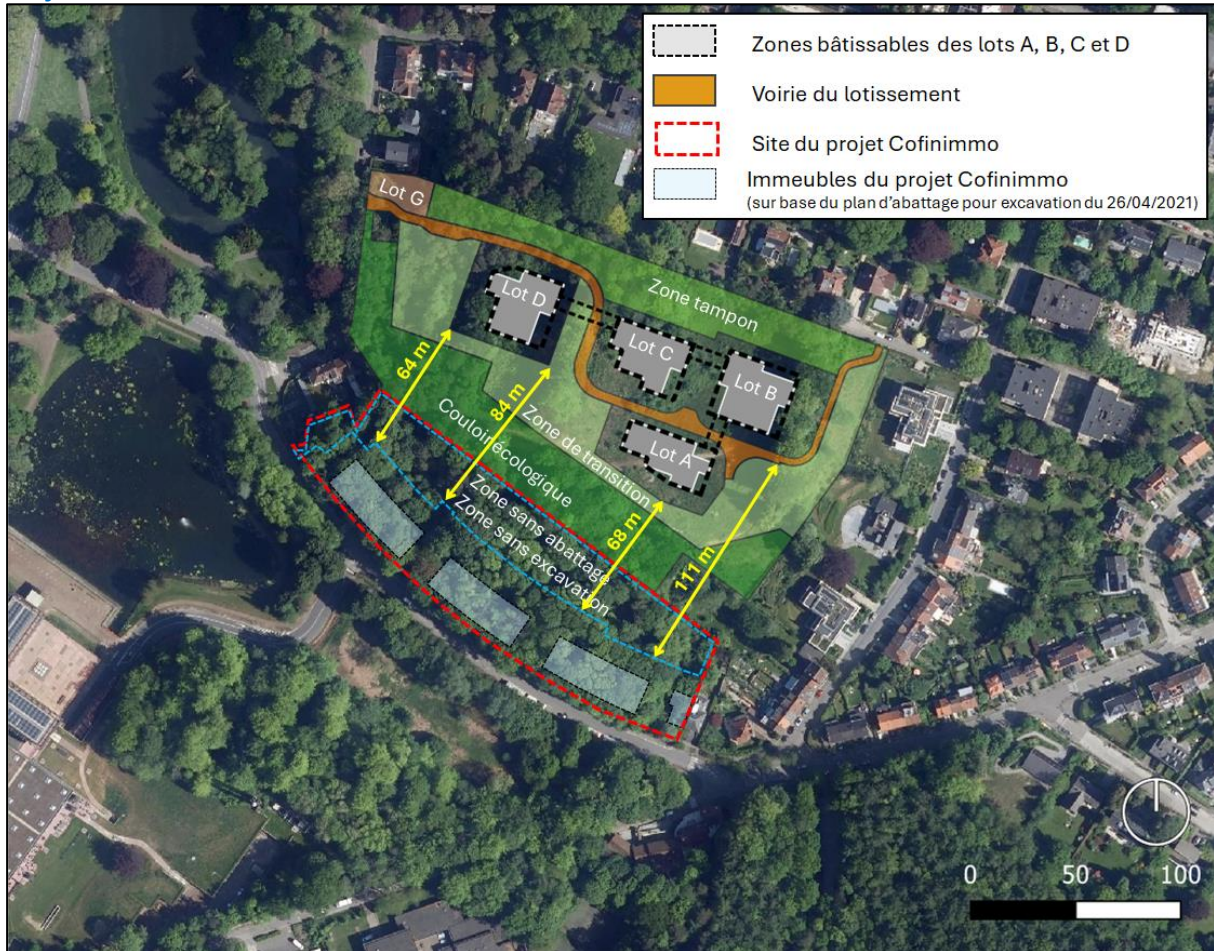 Zones bâtissables des lots A, B, C et D
Voirie du lotissement
Site du projet Cofinimmo
Immeubles du projet Cofinimmo
(sur base du plan d'abattage pour excavation du 26/04/2021)
Lot G
Zone tampon
Lot D
Lot C
Lot B
Lot A
64 m
84 m
68 m
111 m
Couloir écologique
Zone de transition
Zone sans abattage
Zone sans excavation
0 50 100